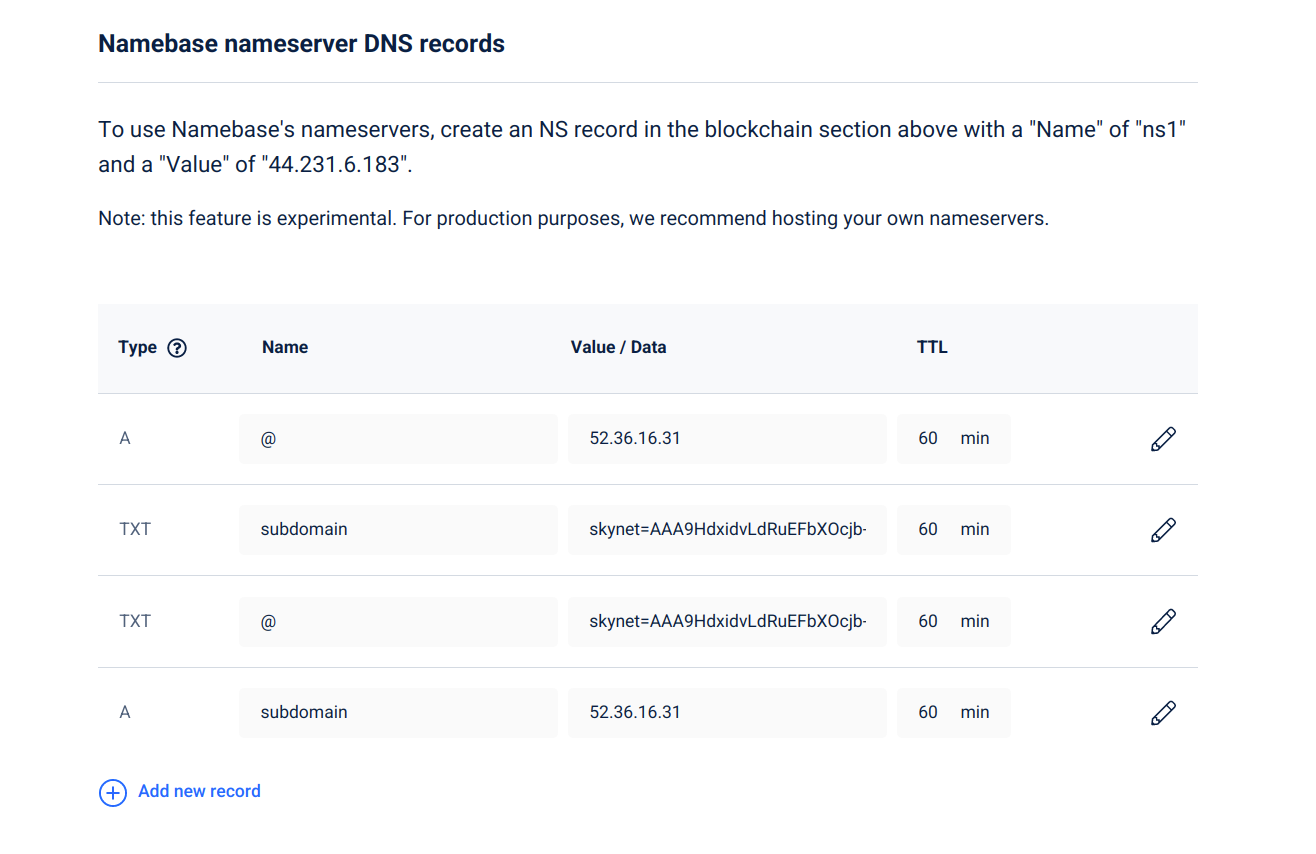 Namebase nameserver DNS records
To use Namebase's nameservers, create an NS record in the blockchain section above with a "Name" of "ns1"
and a "Value" of "44.231.6.183".
Note: this feature is experimental. For production purposes, we recommend hosting your own nameservers.
Type ? Name Value / Data TTL
A @ 52.36.16.31 60 min
TXT subdomain skynet=AAA9HdxidvLdRuEFbXOcjb- 60 min
TXT @ skynet=AAA9HdxidvLdRuEFbXOcjb- 60 min
A subdomain 52.36.16.31 60 min
Add new record